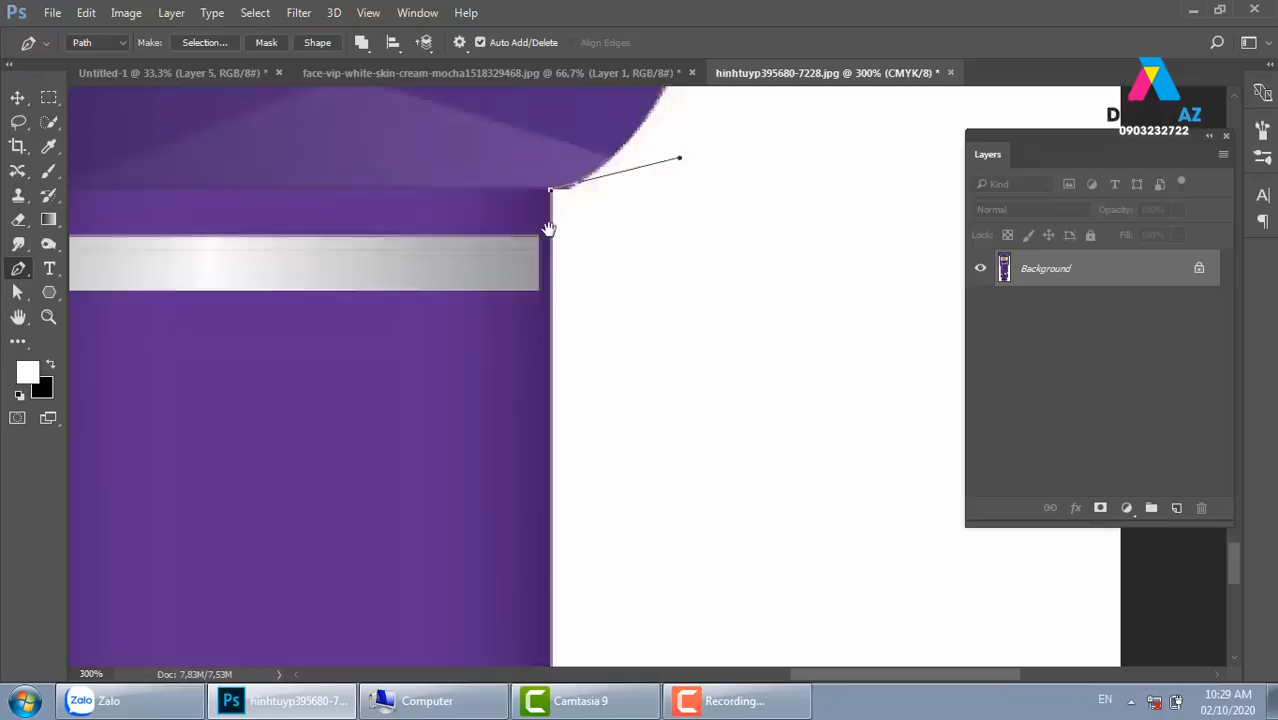 Ps File Edit Image Layer Type Select Filter 3D View Window Help
Path Make: Selection... Mask Shape Auto Add/Delete Align Edges
Untitled-1 @ 33,3% (Layer 5, RGB/8#) * × face-vip-white-skin-cream-mocha1518329468.jpg @ 66,7% (Layer 1, RGB/8#) * × hinhtuyp395680-7228.jpg @ 300% (CMYK/8) * ×
D AZ
0903232722
Layers
Kind
Normal Opacity: 100%
Lock: Fill: 100%
Background
300% Doc: 7,83M/7,53M
Zalo Zalo Ps hinhtuyp395680-7... Computer Camtasia 9 Recording... EN 10:29 AM
02/10/2020